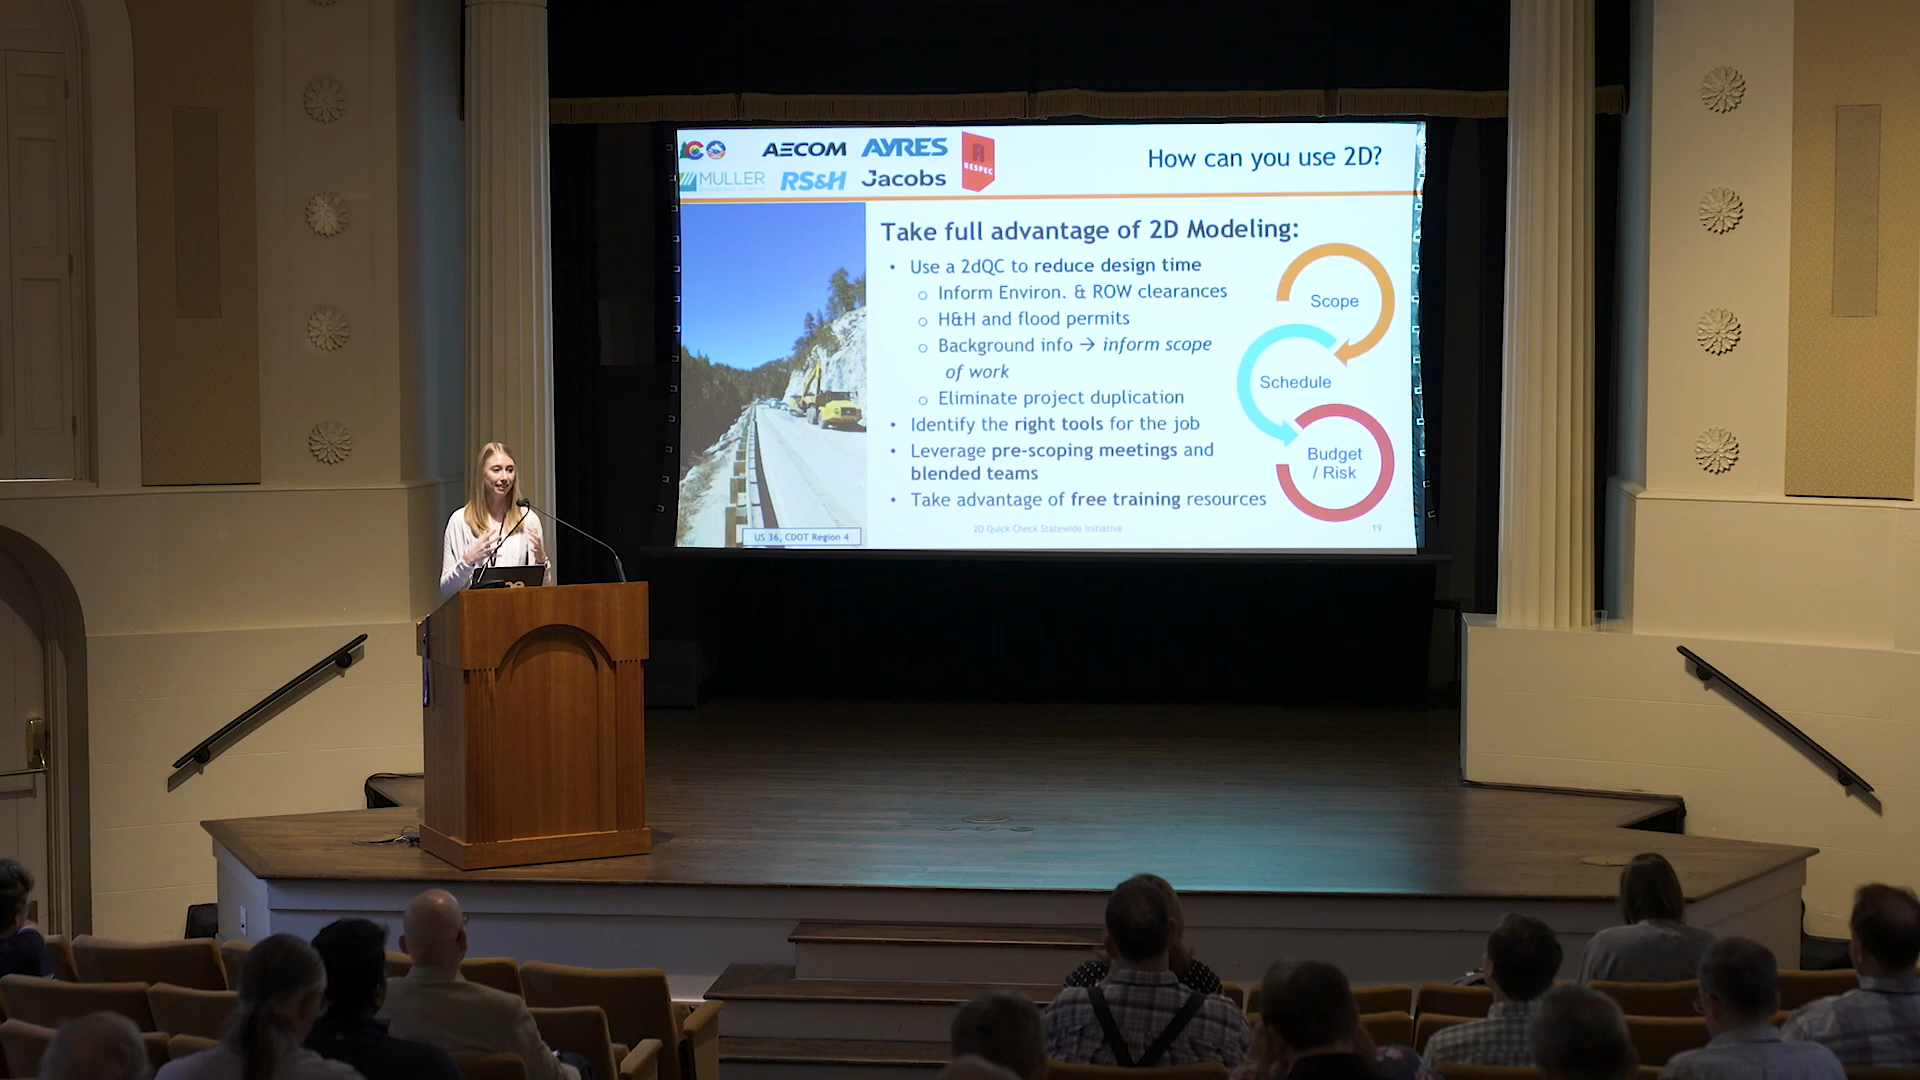 AECOM AYRES
RESPEC
MULLER RS&H Jacobs
How can you use 2D?
Take full advantage of 2D Modeling:
• Use a 2dQC to reduce design time
o Inform Environ. & ROW clearances
o H&H and flood permits
o Background info → inform scope
of work
o Eliminate project duplication
• Identify the right tools for the job
• Leverage pre-scoping meetings and
blended teams
• Take advantage of free training resources
Scope
Schedule
Budget
/ Risk
US 36, CDOT Region 4
2D Quick Check Statewide Initiative
19